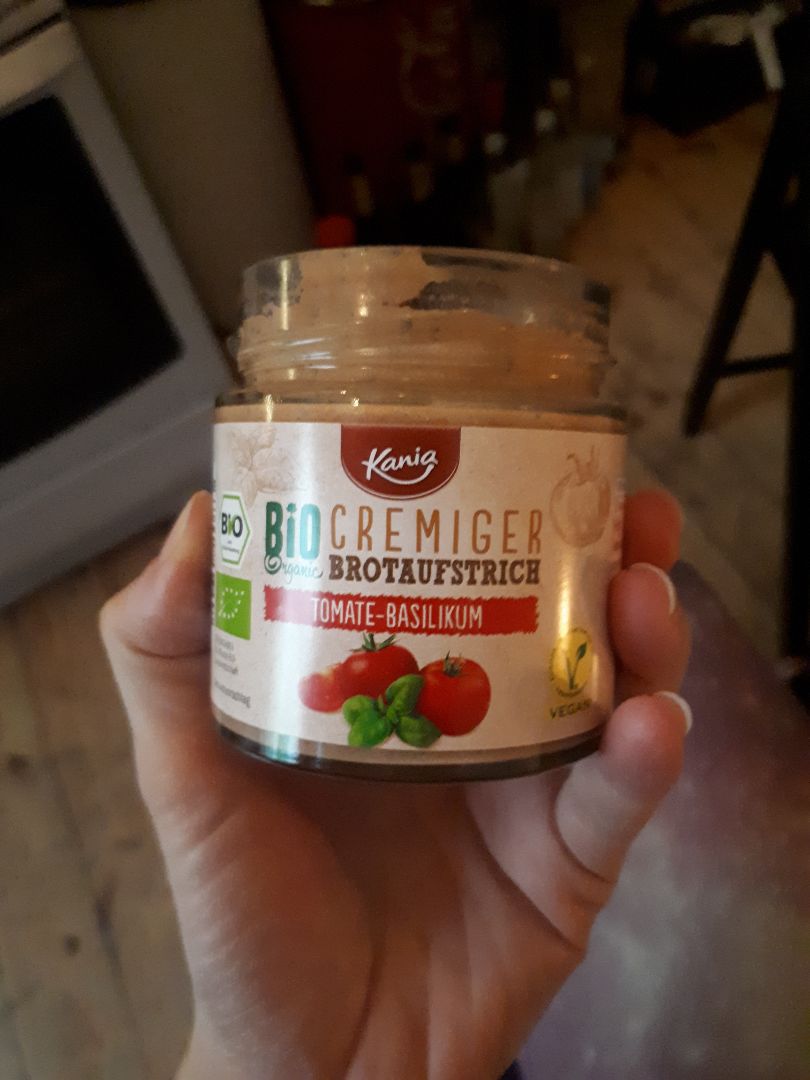 Kania
BiO
Organic
CREMIGER
BROTAUFSTRICH
TOMATE-BASILIKUM
BIO
VEGAN